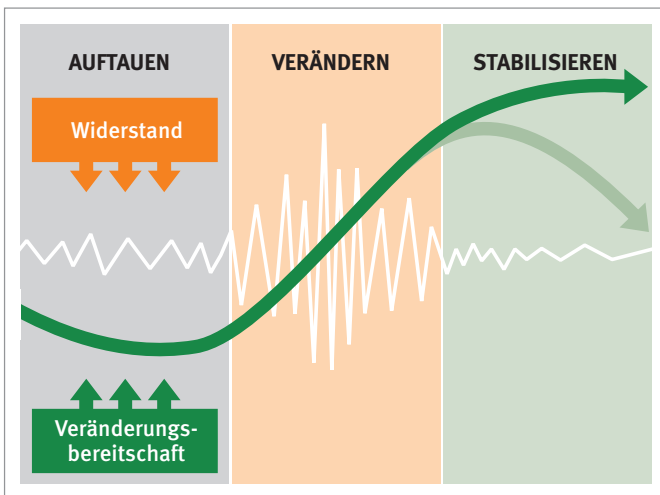 AUFTAUEN
VERÄNDERN
STABILISIEREN
Widerstand
Veränderungs-
bereitschaft